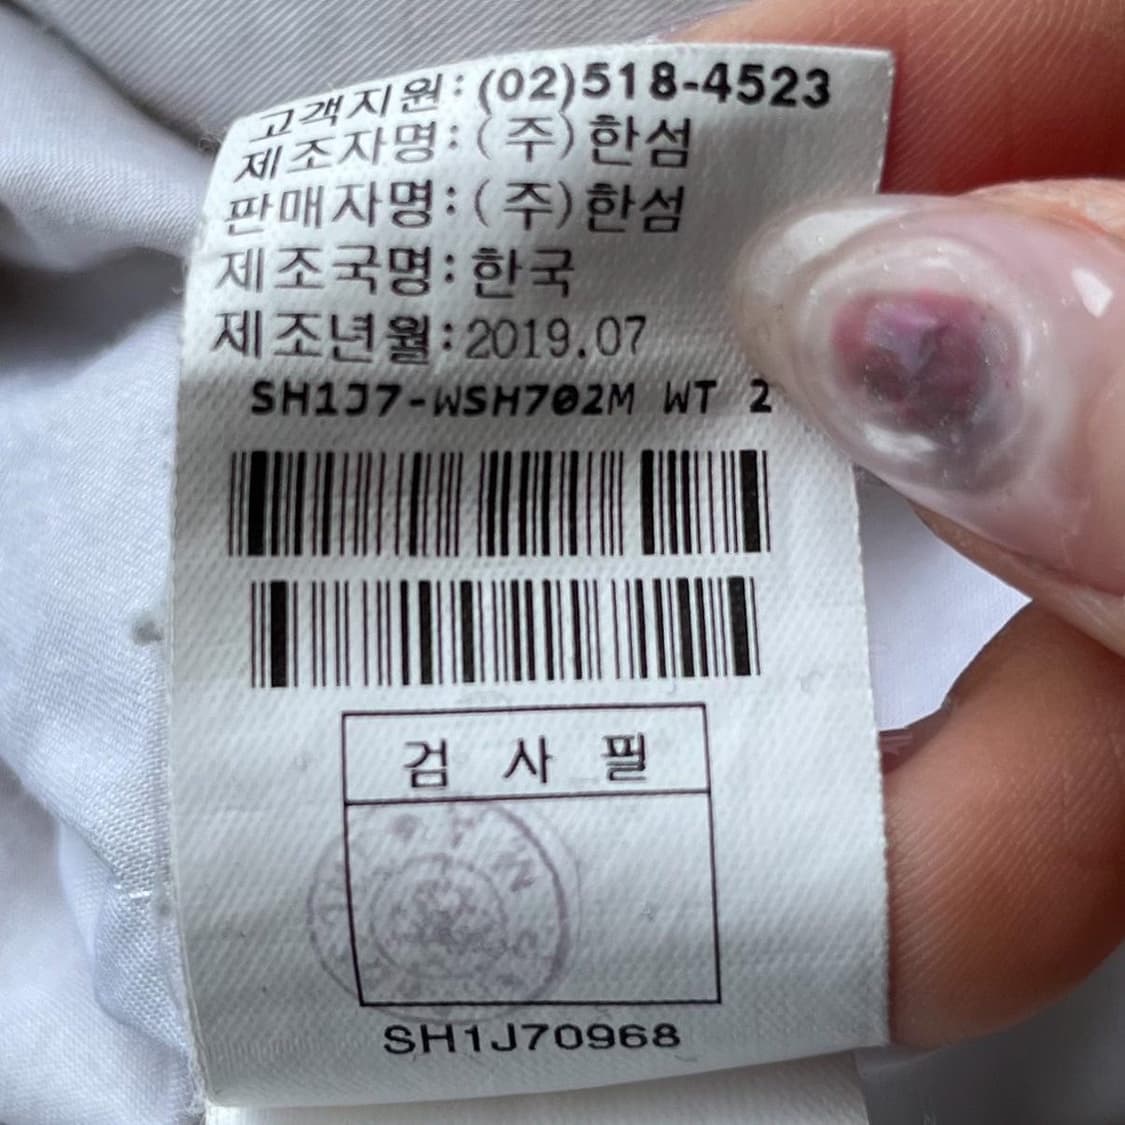 고객지원:(02)518-4523
제조자명:(주)한섬
판매자명:(주)한섬
제조국명:한국
제조년월:2019.07
SH1J7-WSH702M WT 2
검 사 필
SH1J70968